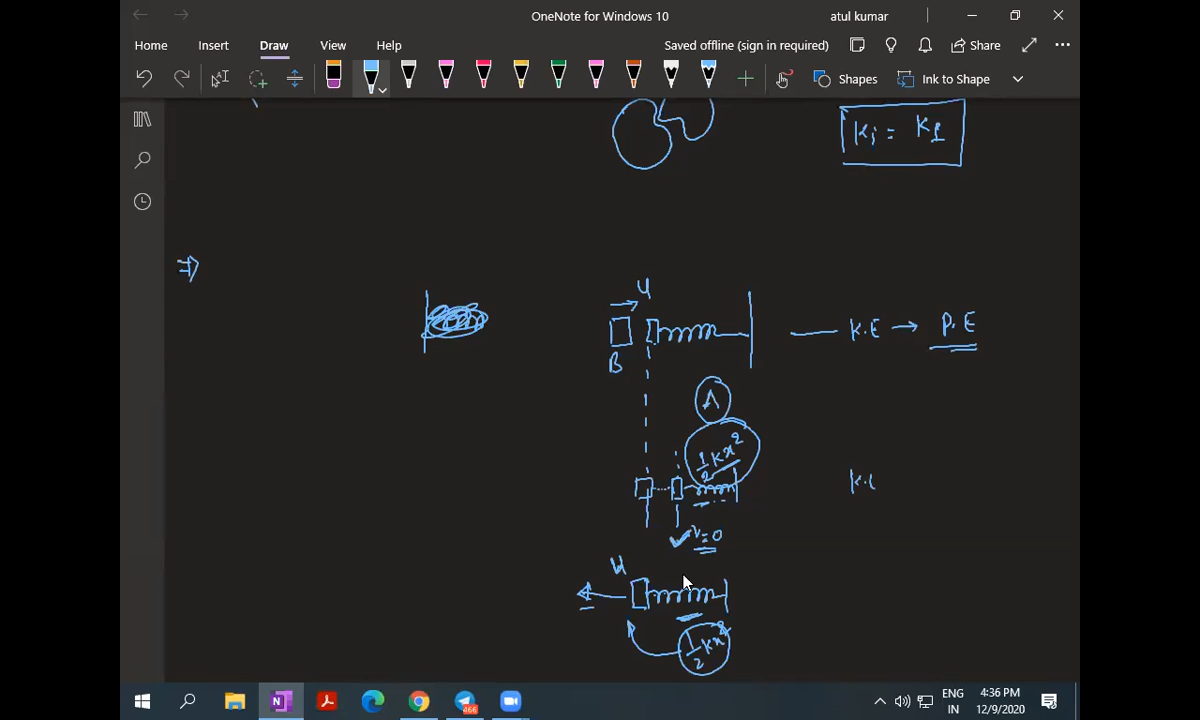 OneNote for Windows 10
atul kumar
Home Insert Draw View Help
Saved offline (sign in required)
Share
Shapes
Ink to Shape
Ki = Kf
u
B
K.E → P.E
A
1/2 kx²
v=0
u
1/2 kx²
466
ENG
IN
4:36 PM
12/9/2020